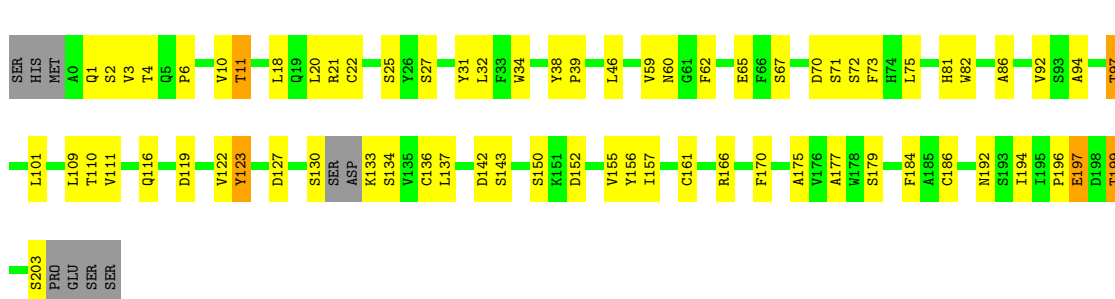 SER HIS MET A0 Q1 S2 V3 T4 Q5 P6 V10 T11 L18 Q19 L20 R21 C22 S25 Y26 S27 Y31 L32 F33 W34 Y38 P39 L46 V59 N60 G61 F62 E65 F66 S67 D70 S71 S72 F73 H74 L75 H81 W82 A86 V92 S93 A94 T97
L101 L109 T110 V111 Q116 D119 V122 Y123 D127 S130 SER ASP K133 S134 V135 C136 L137 D142 S143 S150 K151 D152 V155 Y156 I157 C161 R166 F170 A175 V176 A177 W178 S179 F184 A185 C186 N192 S193 I194 I195 P196 E197 D198 T199
S203 PRO GLU SER SER